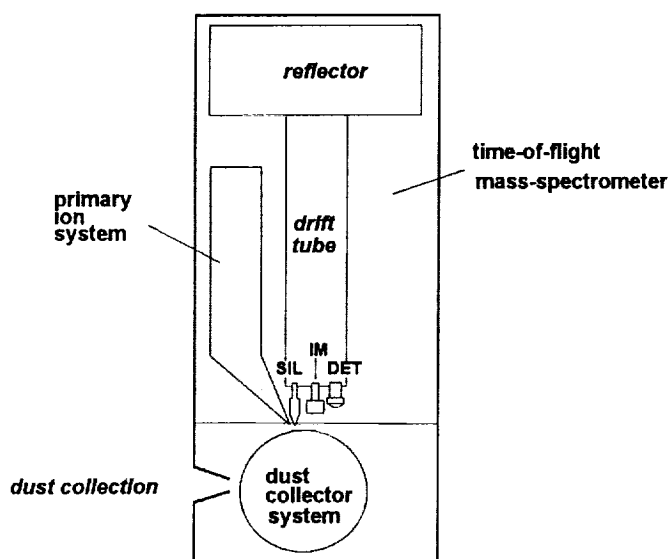 reflector
time-of-flight
mass-spectrometer
primary
ion
system
drift
tube
IM
SIL
DET
dust collection
dust
collector
system